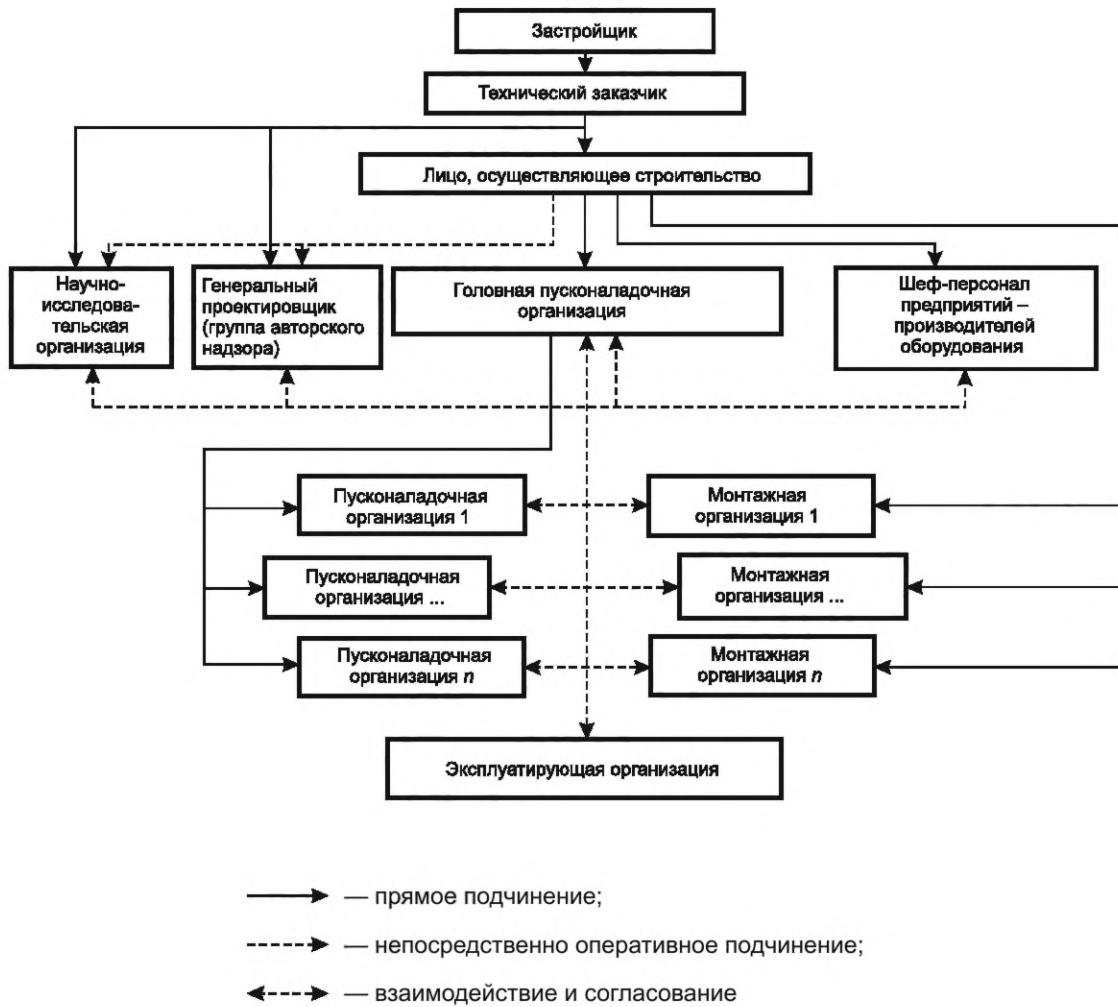 Застройщик
Технический заказчик
Лицо, осуществляющее строительство
Научно-
исследова-
тельская
организация
Генеральный
проектировщик
(группа авторского
надзора)
Головная пусконаладочная
организация
Шеф-персонал
предприятий –
производителей
оборудования
Пусконаладочная
организация 1
Монтажная
организация 1
Пусконаладочная
организация ...
Монтажная
организация ...
Пусконаладочная
организация n
Монтажная
организация n
Эксплуатирующая организация
— прямое подчинение;
— непосредственно оперативное подчинение;
— взаимодействие и согласование